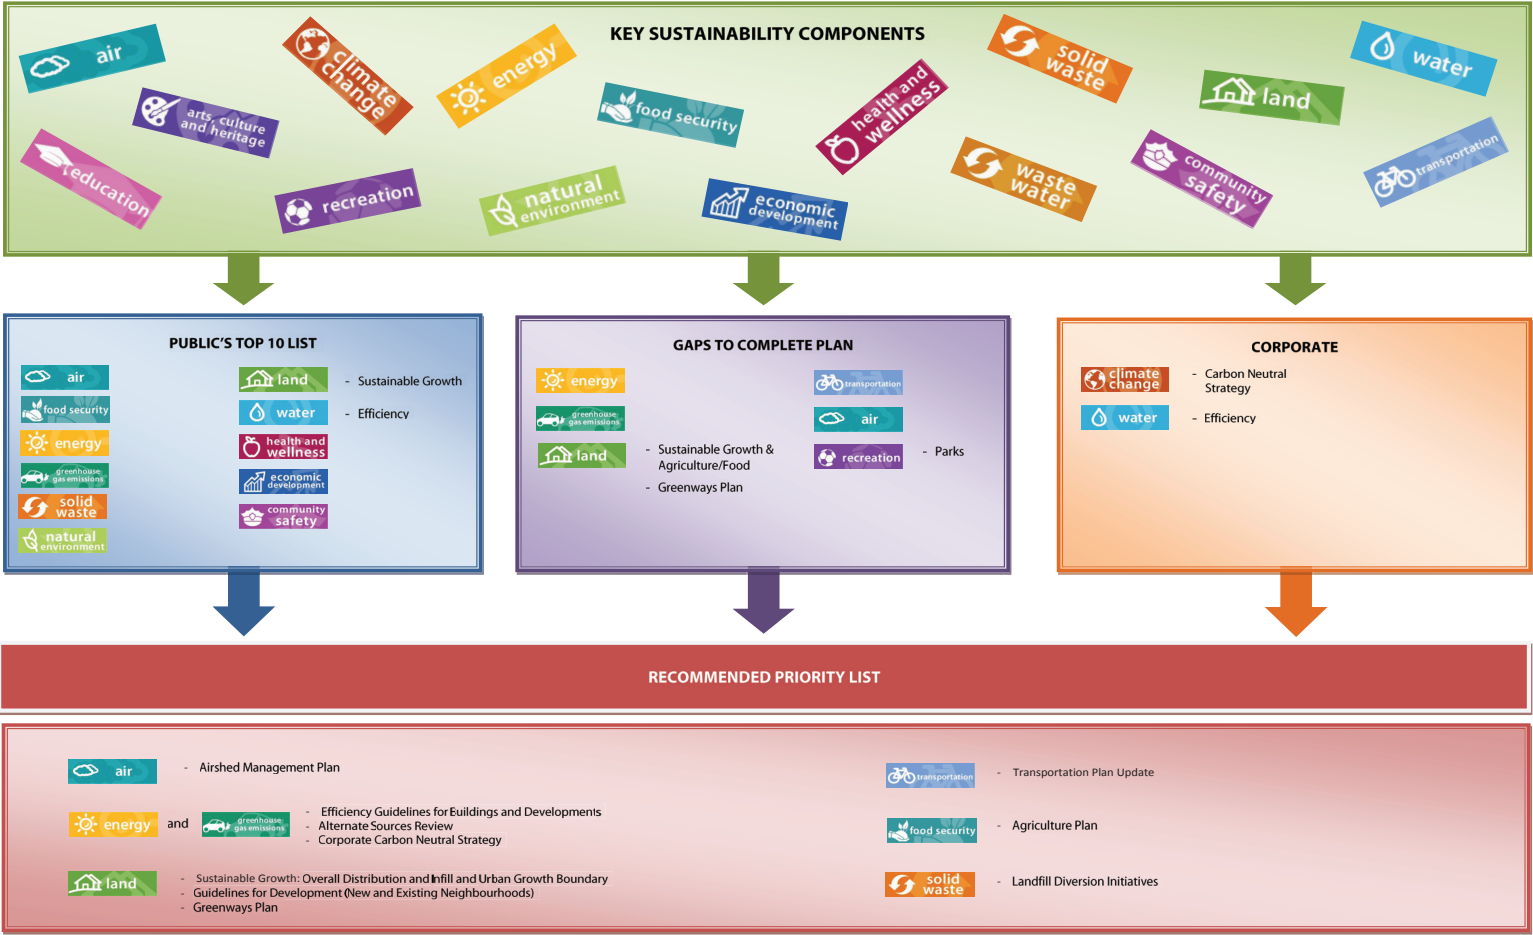 KEY SUSTAINABILITY COMPONENTS
air
climate
change
energy
solid
waste
water
arts, culture
and heritage
food security
health and
wellness
land
education
recreation
natural
environment
economic
development
waste
water
community
safety
transportation
PUBLIC'S TOP 10 LIST
air
food security
energy
greenhouse
gas emissions
solid
waste
natural
environment
land
- Sustainable Growth
water
- Efficiency
health and
wellness
economic
development
community
safety
GAPS TO COMPLETE PLAN
energy
greenhouse
gas emissions
land
- Sustainable Growth &
Agriculture/Food
- Greenways Plan
transportation
air
recreation
- Parks
CORPORATE
climate
change
- Carbon Neutral
Strategy
water
- Efficiency
RECOMMENDED PRIORITY LIST
air
- Airshed Management Plan
energy and greenhouse
gas emissions
- Efficiency Guidelines for Euildings and Developments
- Alternate Sources Review
- Corporate Carbon Neutral Strategy
land
- Sustainable Growth: Overall Distribution and Infill and Urban Growth Boundary
- Guidelines for Development (New and Existing Neighbourhoods)
- Greenways Plan
transportation
- Transportation Plan Update
food security
- Agriculture Plan
solid
waste
- Landfill Diversion Initiatives